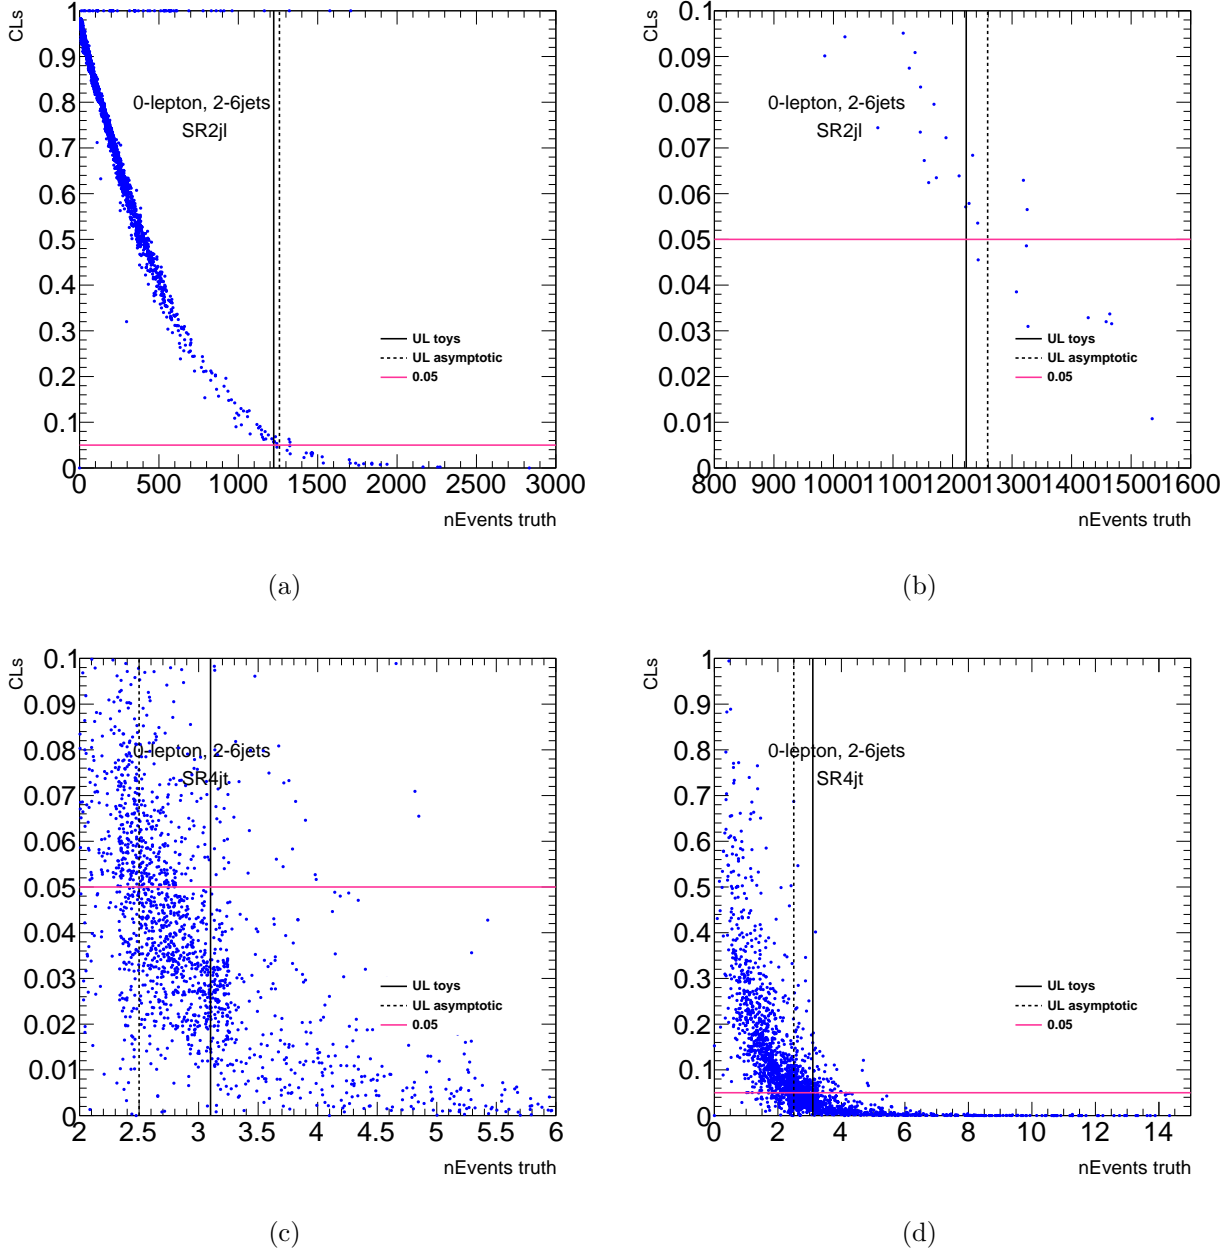 CLs
1
0.9
0.8
0.7
0.6
0.5
0.4
0.3
0.2
0.1
0
0-lepton, 2-6jets
SR2jl
UL toys
UL asymptotic
0.05
0 500 1000 1500 2000 2500 3000
nEvents truth
(a)
CLs
0.1
0.09
0.08
0.07
0.06
0.05
0.04
0.03
0.02
0.01
0
0-lepton, 2-6jets
SR2jl
UL toys
UL asymptotic
0.05
800 900 1000 1100 1200 1300 1400 1500 1600
nEvents truth
(b)
CLs
0.1
0.09
0.08
0.07
0.06
0.05
0.04
0.03
0.02
0.01
0
0-lepton, 2-6jets
SR4jt
UL toys
UL asymptotic
0.05
2 2.5 3 3.5 4 4.5 5 5.5 6
nEvents truth
(c)
CLs
1
0.9
0.8
0.7
0.6
0.5
0.4
0.3
0.2
0.1
0
0-lepton, 2-6jets
SR4jt
UL toys
UL asymptotic
0.05
0 2 4 6 8 10 12 14
nEvents truth
(d)